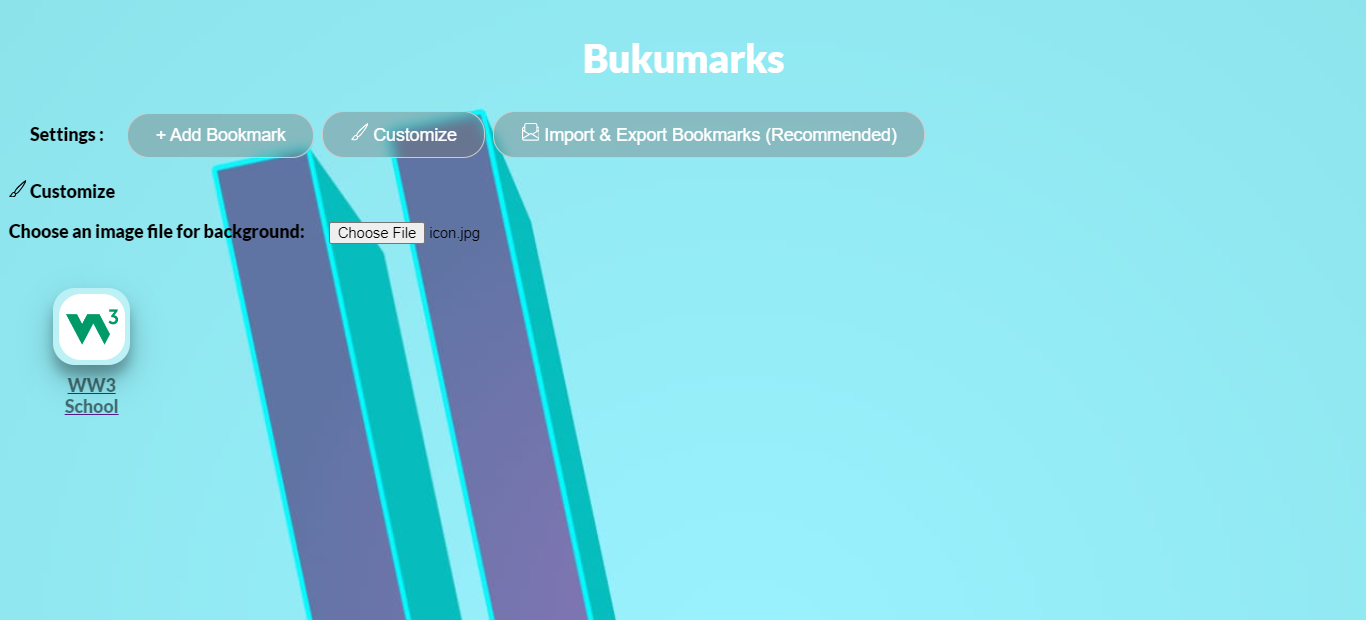 Bukumarks
Settings :
+ Add Bookmark
Customize
Import & Export Bookmarks (Recommended)
Customize
Choose an image file for background:
Choose File
icon.jpg
W3
WW3
School